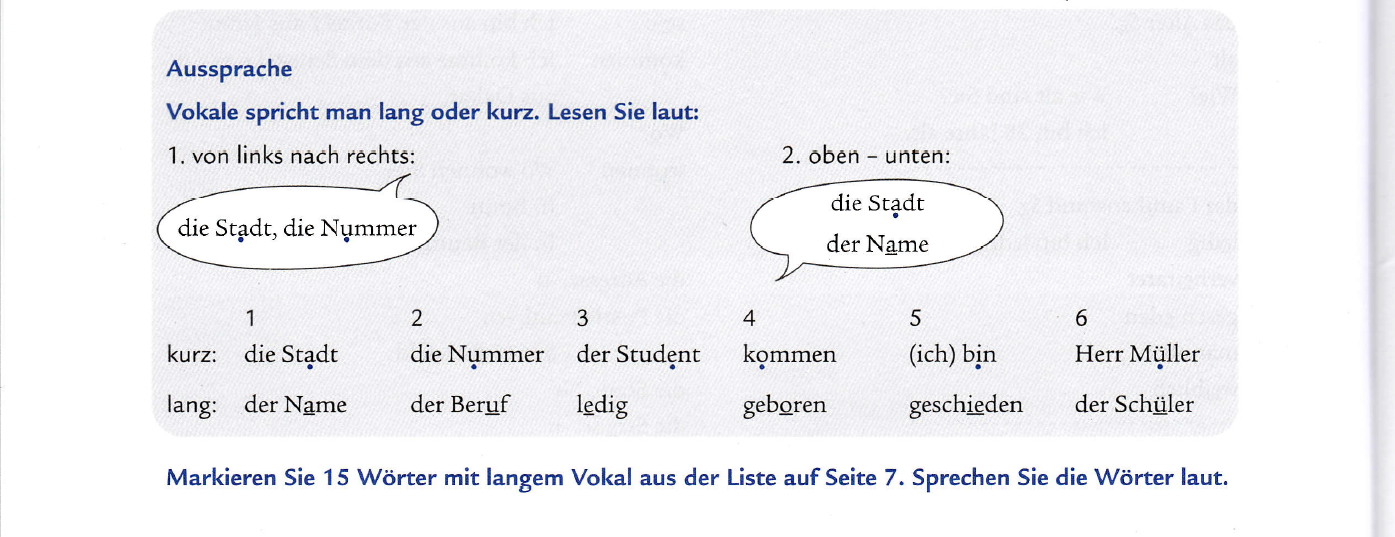 Aussprache
Vokale spricht man lang oder kurz. Lesen Sie laut:
1. von links nach rechts:
2. oben – unten:
die Stadt, die Nummer
die Stadt
der Name
1 2 3 4 5 6
kurz: die Stadt die Nummer der Student kommen (ich) bin Herr Müller
lang: der Name der Beruf ledig geboren geschieden der Schüler
Markieren Sie 15 Wörter mit langem Vokal aus der Liste auf Seite 7. Sprechen Sie die Wörter laut.